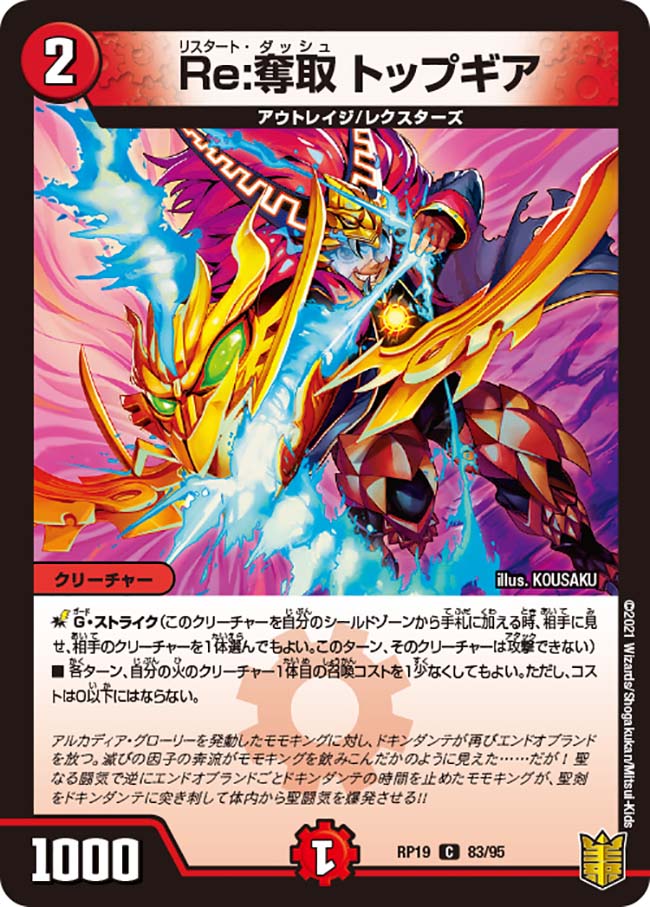 2
リスタート・ダッシュ
Re:奪取 トップギア
アウトレイジ/レクスターズ
クリーチャー
illus. KOUSAKU
G・ストライク(このクリーチャーを自分のシールドゾーンから手札に加える時、相手に見
せ、相手のクリーチャーを1体選んでもよい。このターン、そのクリーチャーは攻撃できない)
■各ターン、自分の火のクリーチャー1体目の召喚コストを1少なくしてもよい。ただし、コス
トは0以下にはならない。
アルカディア・グローリーを発動したモモキングに対し、ドキンダンテが再びエンドオブランド
を放つ。滅びの因子の奔流がモモキングを飲みこんだかのように見えた……だが!聖
なる闘気で逆にエンドオブランドごとドキンダンテの時間を止めたモモキングが、聖剣
をドキンダンテに突き刺して体内から聖闘気を爆発させる!!
©2021 Wizards/Shogakukan/Mitsui-Kids
1000
1
RP19 C 83/95